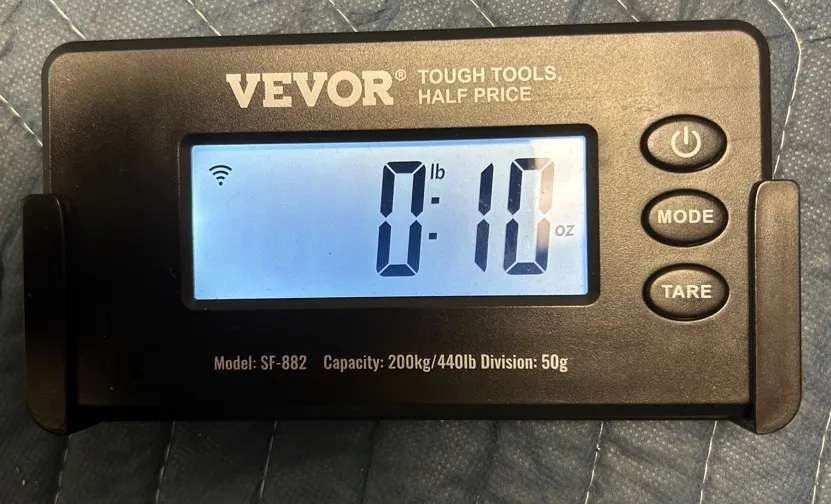 VEVOR® TOUGH TOOLS,
HALF PRICE
0 lb : 10 oz
MODE
TARE
Model: SF-882 Capacity: 200kg/440lb Division: 50g